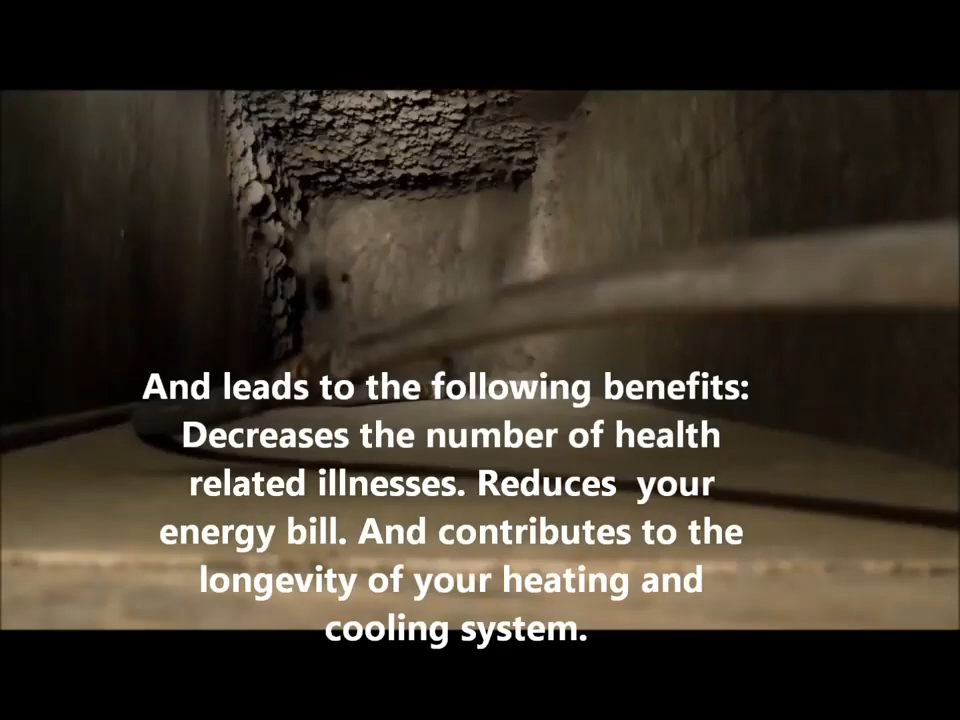 And leads to the following benefits:
Decreases the number of health
related illnesses. Reduces  your
energy bill. And contributes to the
longevity of your heating and
cooling system.